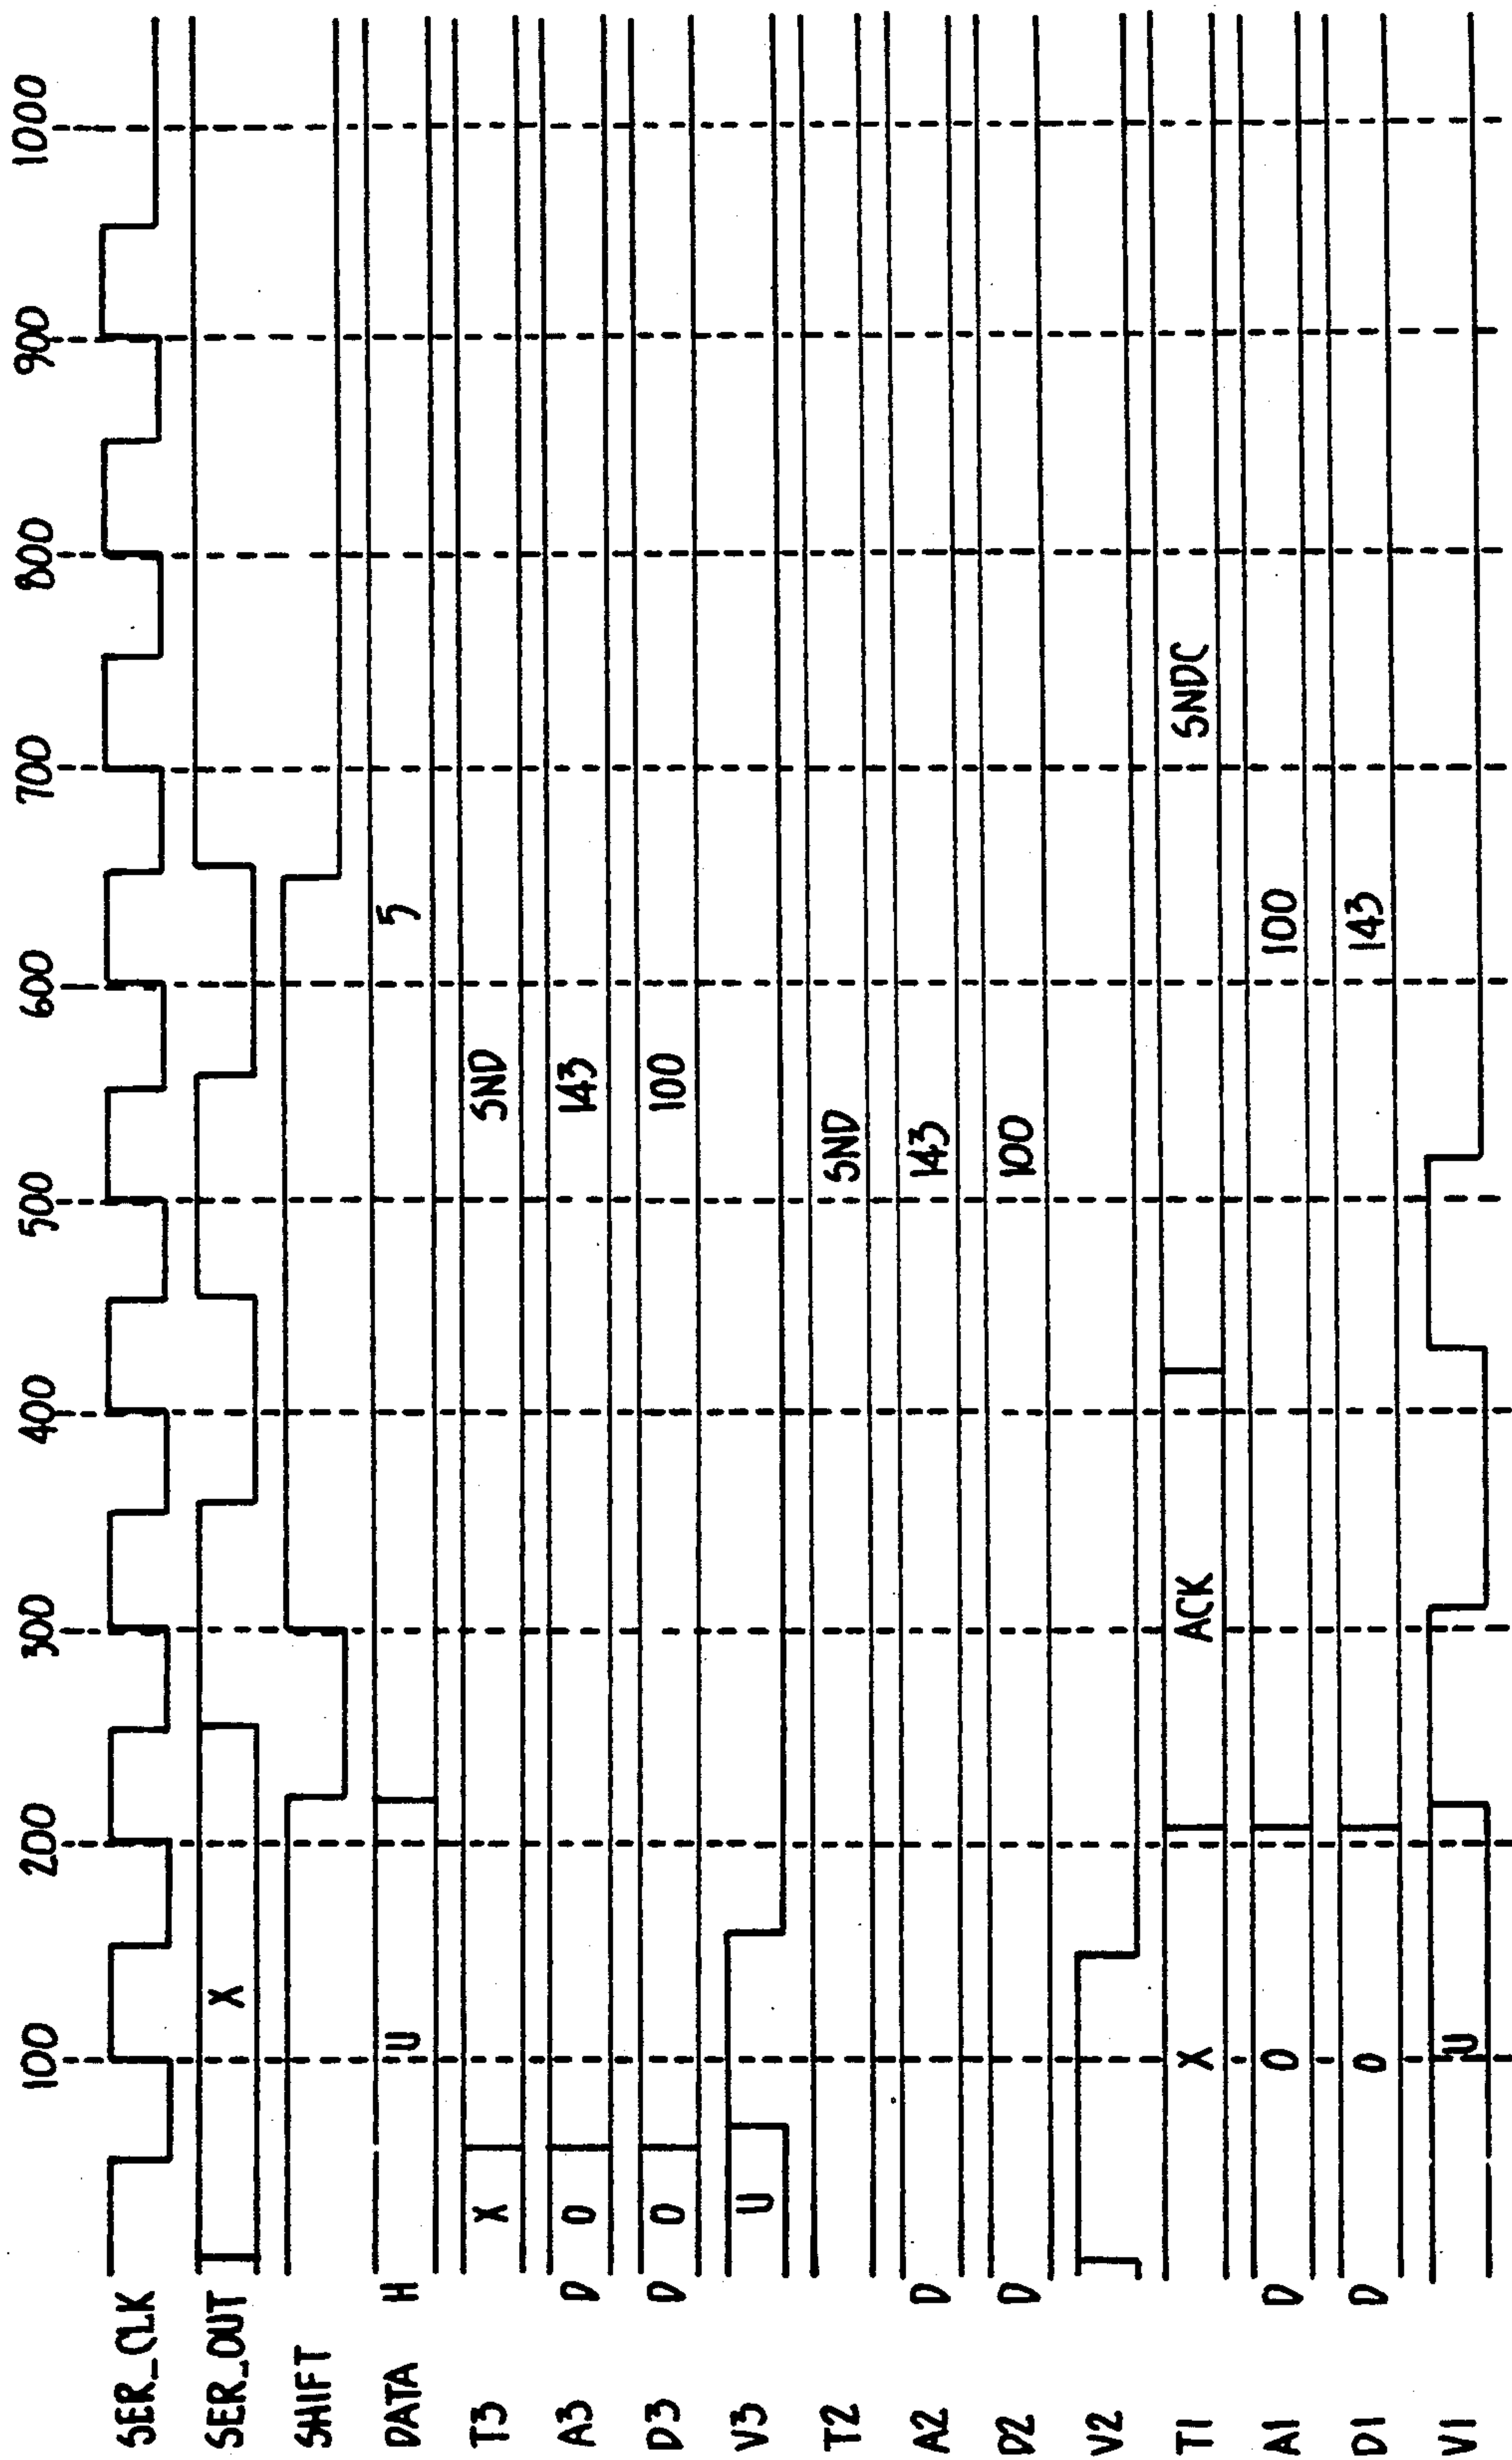 100 200 300 400 500 600 700 800 900 1000
SER_CLK
SER_OUT X
SHIFT
DATA H U 5
T3 X SND
A3 D 0 143
D3 D 0 100
V3 U
T2 SND
A2 D 143
D2 D 100
V2
T1 X ACK SNDC
A1 D 0 100
D1 D 0 143
V1 U